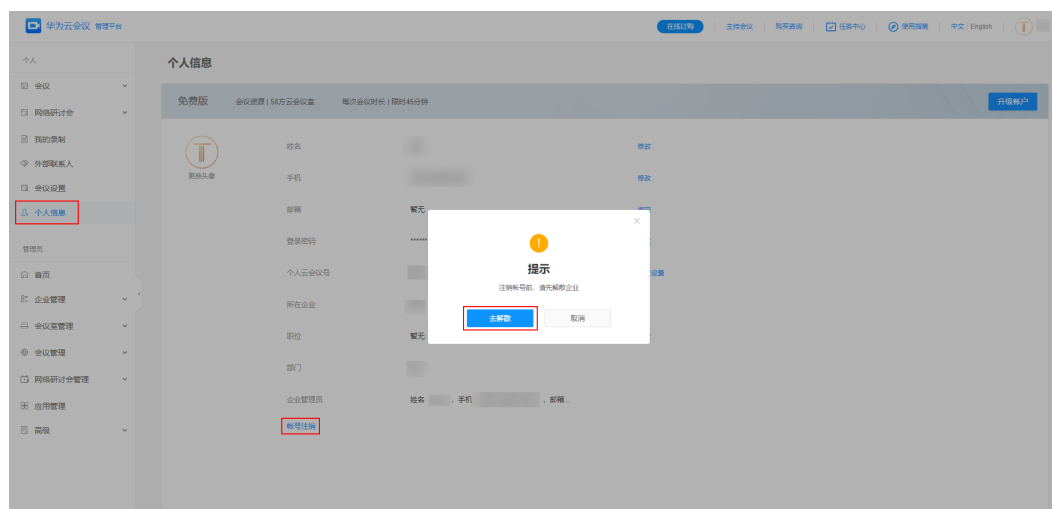 华为云会议 管理平台
在线订购 主持会议 购买咨询 任务中心 使用指南 中文 | English
个人
会议
网络研讨会
我的录制
外部联系人
会议设置
个人信息
管理员
首页
企业管理
会议室管理
会议管理
网络研讨会管理
应用管理
高级
个人信息
免费版 会议资源 | 50方云会议室 每次会议时长 | 限时45分钟 升级帐户
更换头像
姓名 修改
手机 修改
邮箱 暂无
登录密码 ******
个人云会议号 设置
所在企业
职位 暂无
部门
企业管理员 姓名 ，手机 ，邮箱...
帐号注销
提示
注销帐号前，请先解散企业
去解散 取消